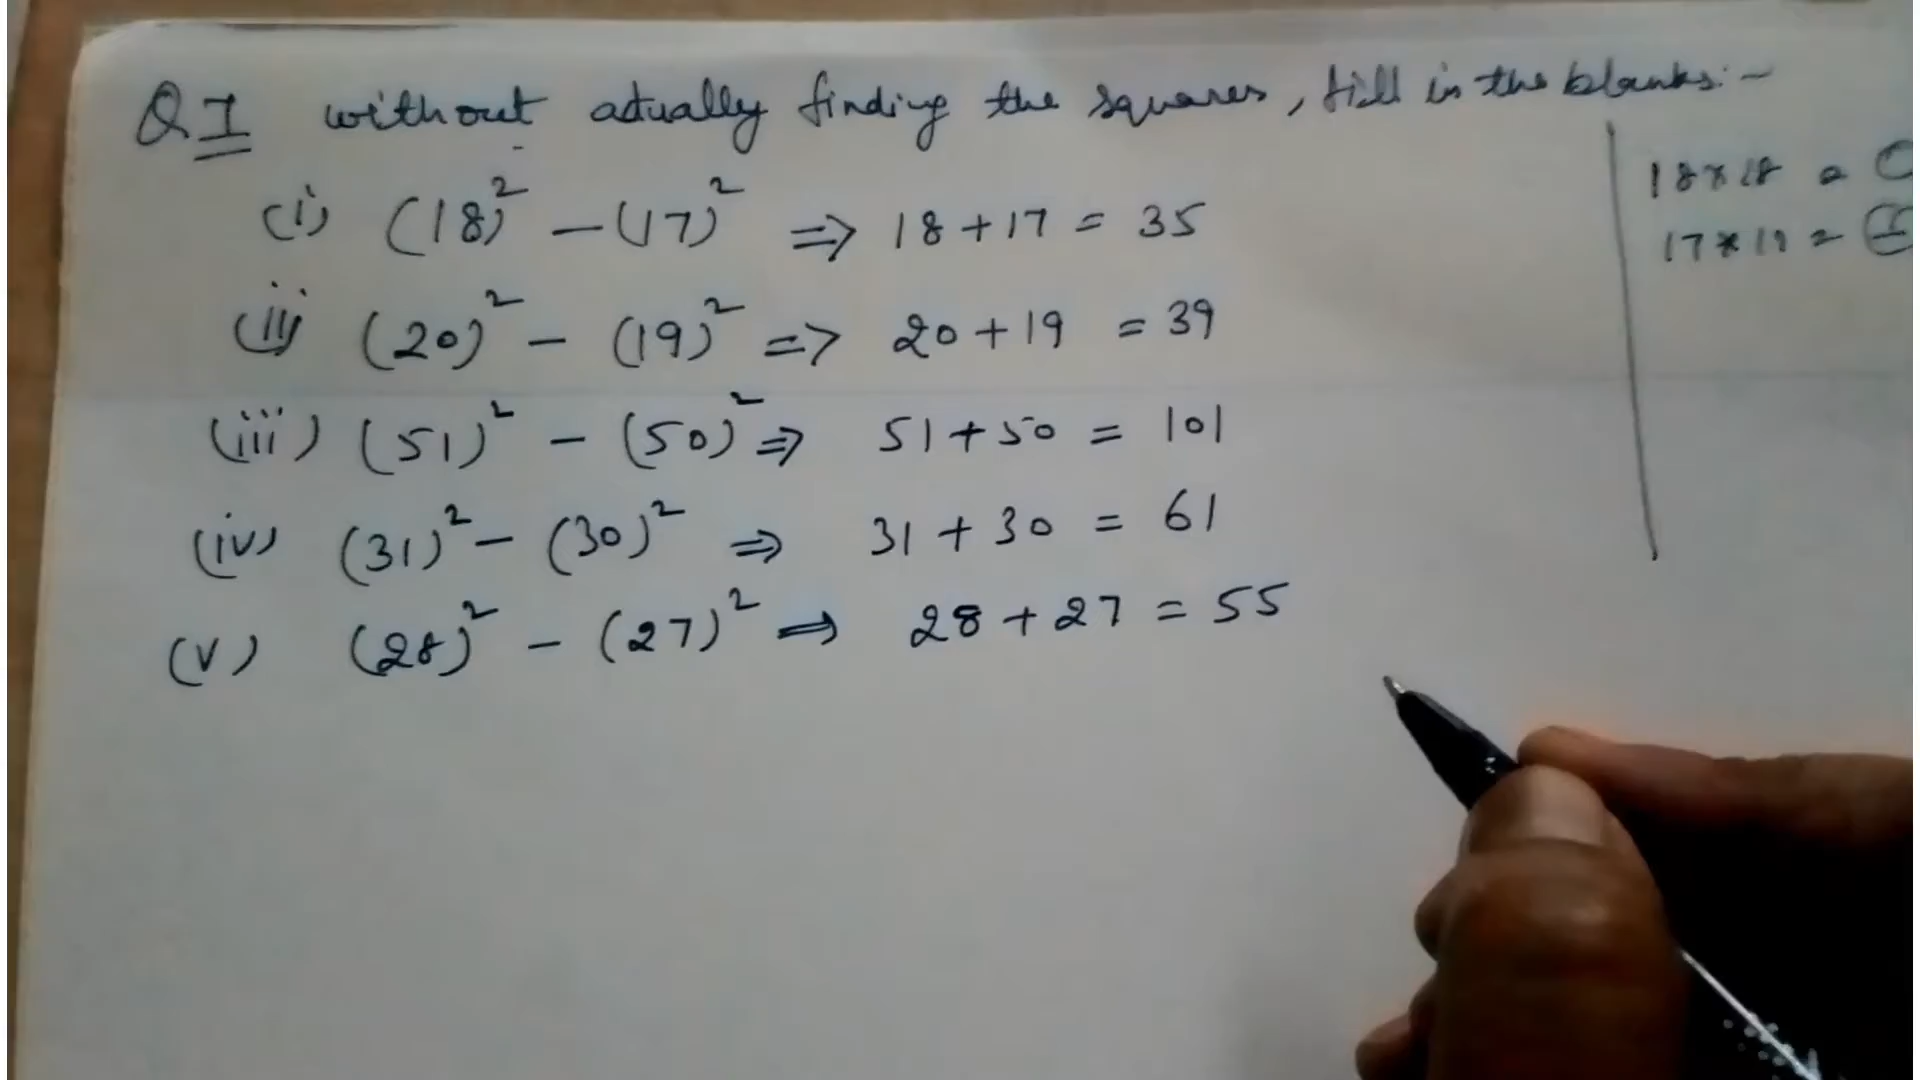 Q1 without actually finding the squares, fill in the blanks:-
(i) (18)² - (17)² ⇒ 18 + 17 = 35
(ii) (20)² - (19)² ⇒ 20 + 19 = 39
(iii) (51)² - (50)² ⇒ 51 + 50 = 101
(iv) (31)² - (30)² ⇒ 31 + 30 = 61
(v) (28)² - (27)² ⇒ 28 + 27 = 55
18 × 18 =
17 ×